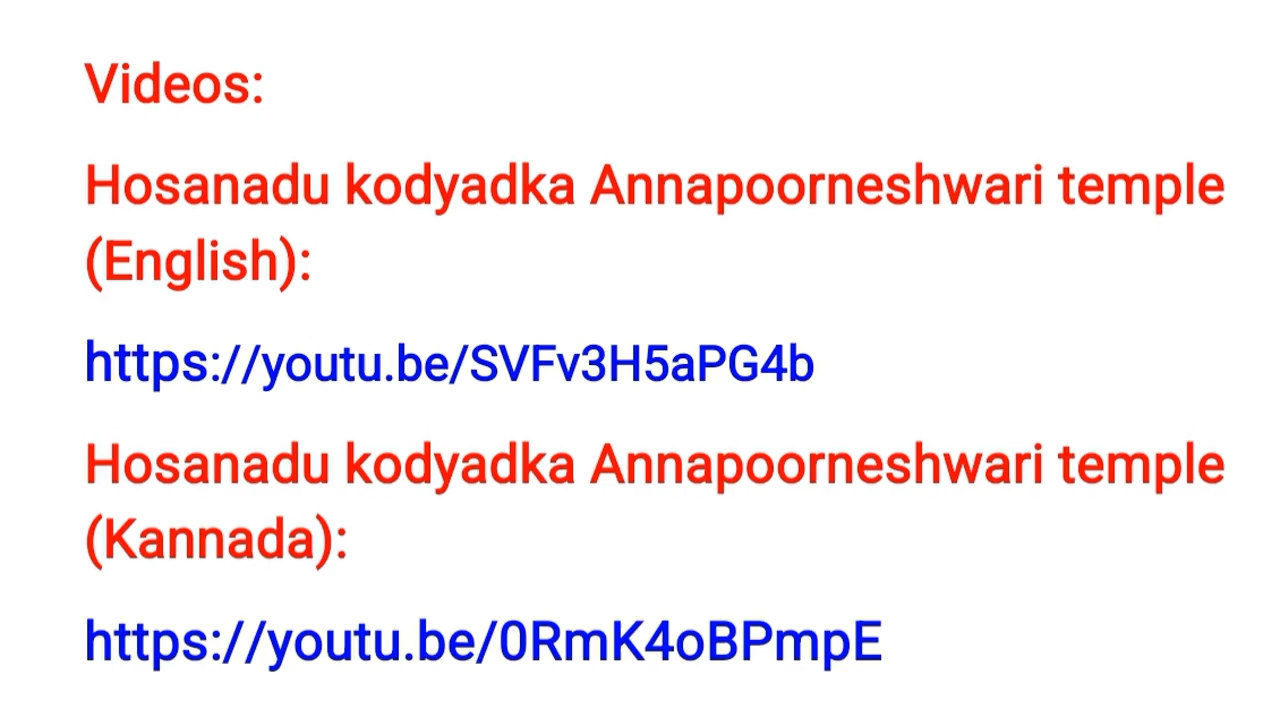 Videos:
Hosanadu kodyadka Annapoorneshwari temple
(English):
https://youtu.be/SVFv3H5aPG4b
Hosanadu kodyadka Annapoorneshwari temple
(Kannada):
https://youtu.be/0RmK4oBPmpE